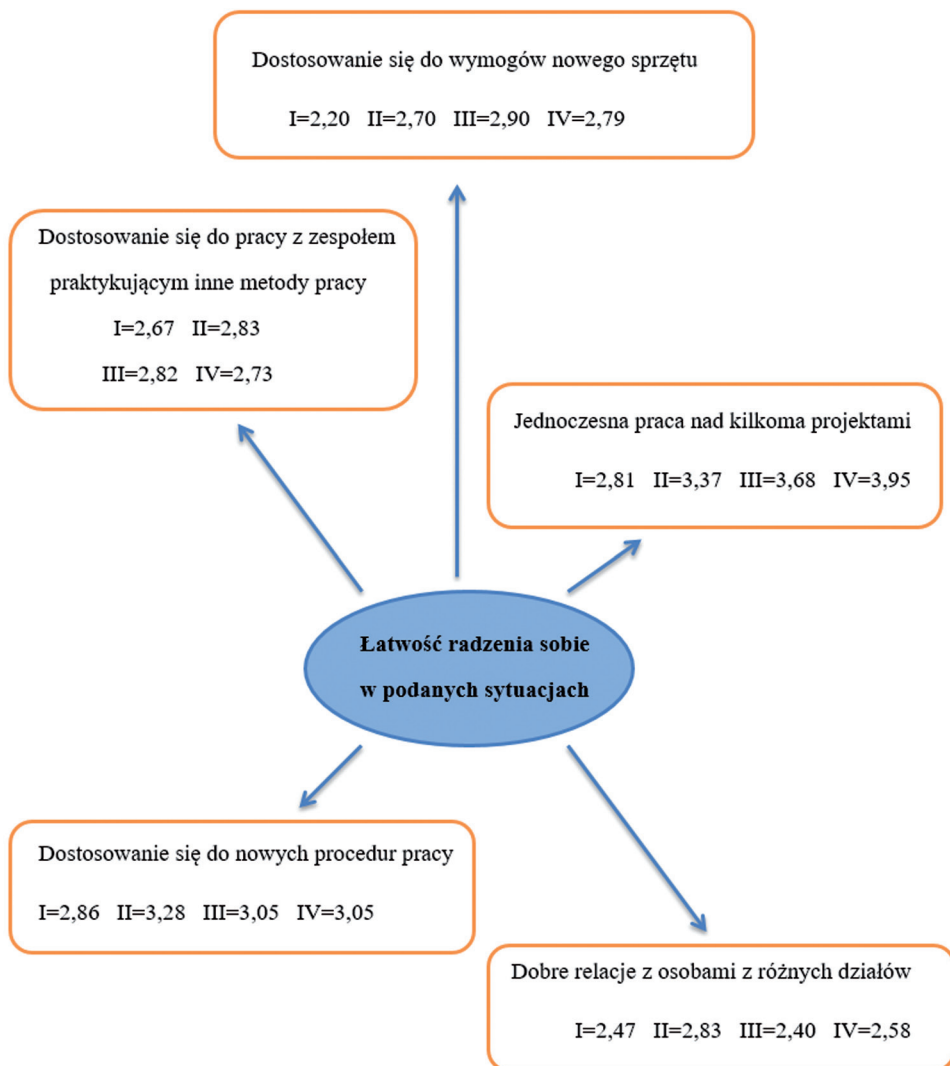 Dostosowanie się do wymogów nowego sprzętu
I=2,20 II=2,70 III=2,90 IV=2,79
Dostosowanie się do pracy z zespołem
praktykującym inne metody pracy
I=2,67 II=2,83
III=2,82 IV=2,73
Jednoczesna praca nad kilkoma projektami
I=2,81 II=3,37 III=3,68 IV=3,95
Łatwość radzenia sobie
w podanych sytuacjach
Dostosowanie się do nowych procedur pracy
I=2,86 II=3,28 III=3,05 IV=3,05
Dobre relacje z osobami z różnych działów
I=2,47 II=2,83 III=2,40 IV=2,58